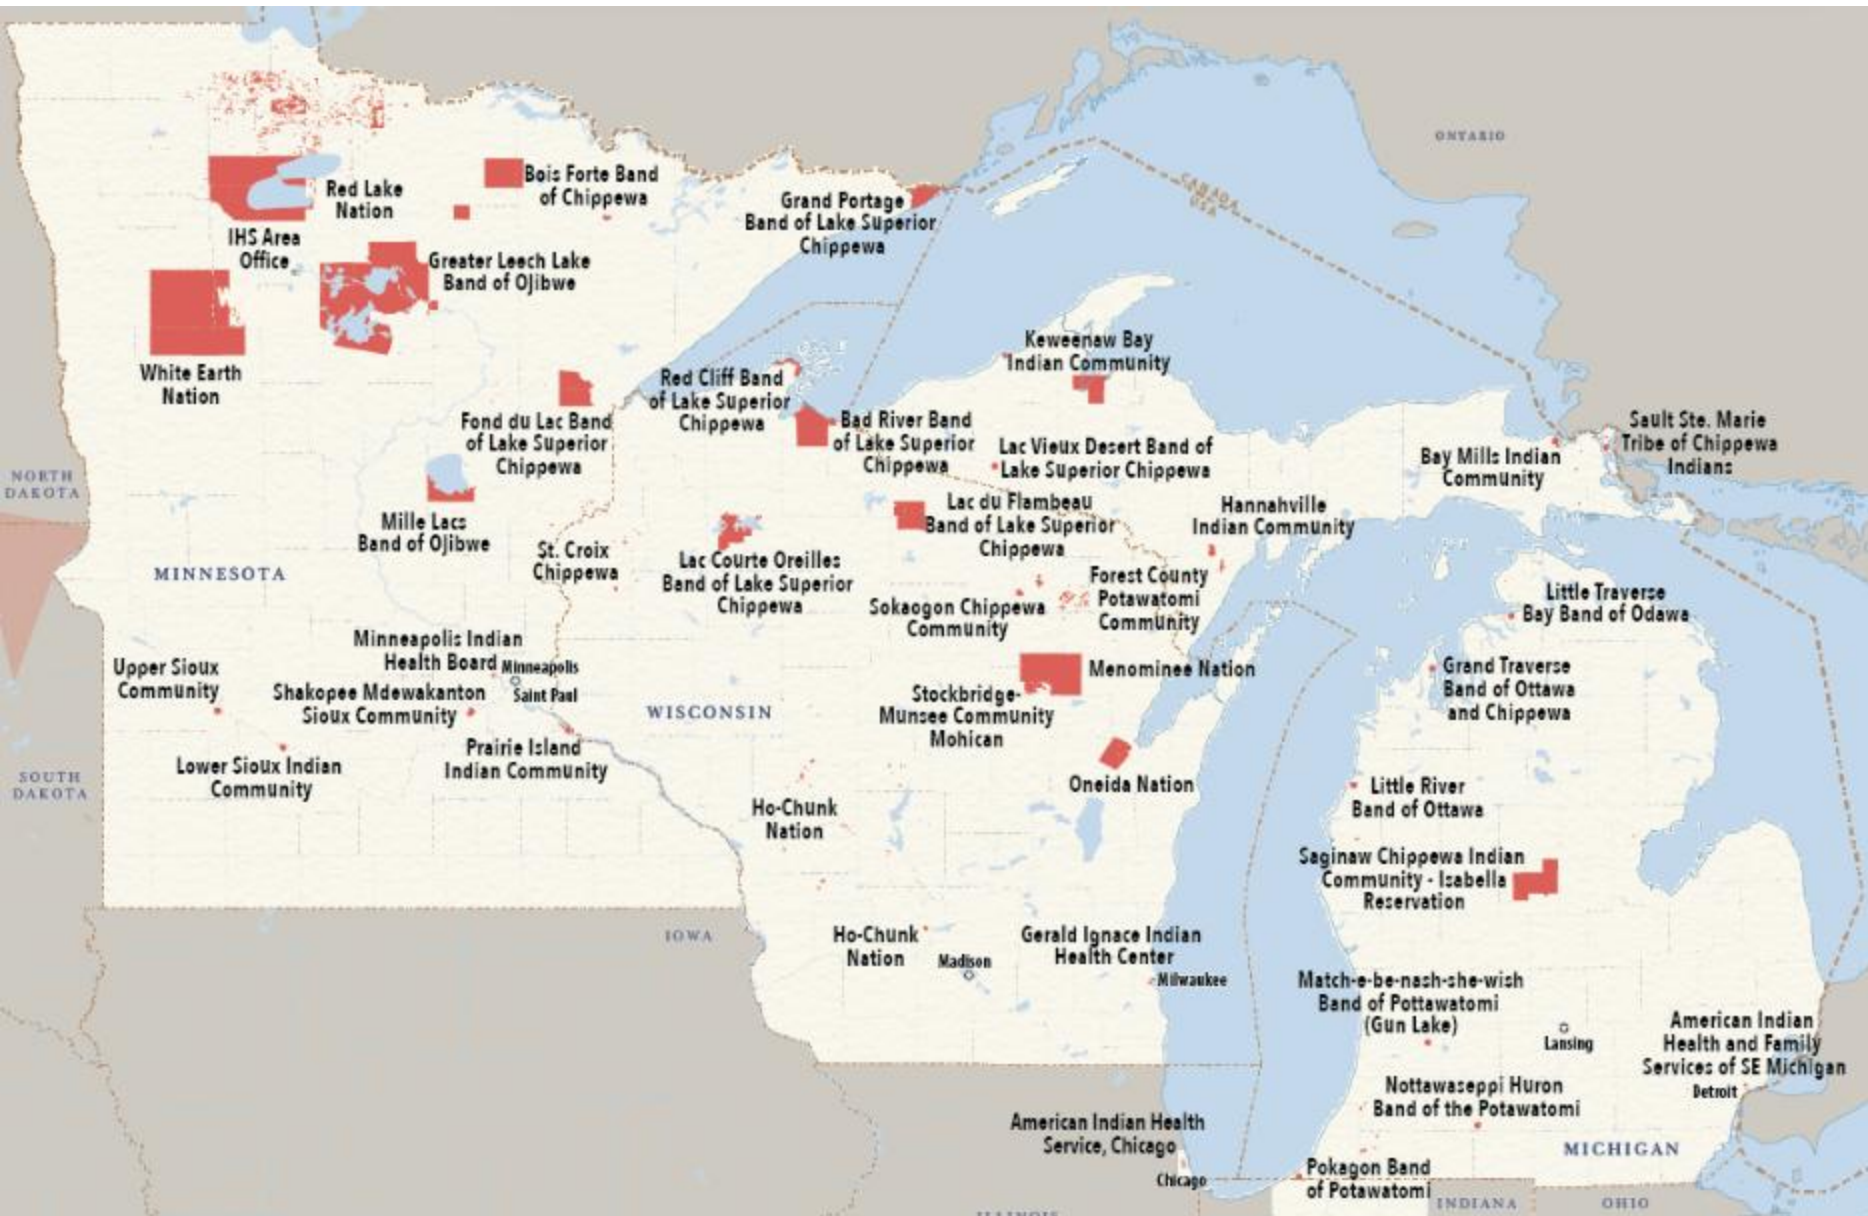 ONTARIO
CANADA
USA
Red Lake
Nation
Bois Forte Band
of Chippewa
Grand Portage
Band of Lake Superior
Chippewa
IHS Area
Office
Greater Leech Lake
Band of Ojibwe
White Earth
Nation
Keweenaw Bay
Indian Community
Red Cliff Band
of Lake Superior
Chippewa
Fond du Lac Band
of Lake Superior
Chippewa
Bad River Band
of Lake Superior
Chippewa
Lac Vieux Desert Band of
Lake Superior Chippewa
Bay Mills Indian
Community
Sault Ste. Marie
Tribe of Chippewa
Indians
NORTH
DAKOTA
Mille Lacs
Band of Ojibwe
St. Croix
Chippewa
Lac Courte Oreilles
Band of Lake Superior
Chippewa
Lac du Flambeau
Band of Lake Superior
Chippewa
Hannahville
Indian Community
MINNESOTA
Sokaogon Chippewa
Community
Forest County
Potawatomi
Community
Little Traverse
Bay Band of Odawa
Minneapolis Indian
Health Board
Minneapolis
Saint Paul
Upper Sioux
Community
Shakopee Mdewakanton
Sioux Community
WISCONSIN
Menominee Nation
Stockbridge-
Munsee Community
Mohican
Grand Traverse
Band of Ottawa
and Chippewa
SOUTH
DAKOTA
Lower Sioux Indian
Community
Prairie Island
Indian Community
Oneida Nation
Ho-Chunk
Nation
Little River
Band of Ottawa
Saginaw Chippewa Indian
Community - Isabella
Reservation
IOWA
Ho-Chunk
Nation
Madison
Gerald Ignace Indian
Health Center
Milwaukee
Match-e-be-nash-she-wish
Band of Pottawatomi
(Gun Lake)
Lansing
American Indian
Health and Family
Services of SE Michigan
Detroit
Nottawaseppi Huron
Band of the Potawatomi
American Indian Health
Service, Chicago
Chicago
MICHIGAN
Pokagon Band
of Potawatomi
INDIANA
OHIO
ILLINOIS